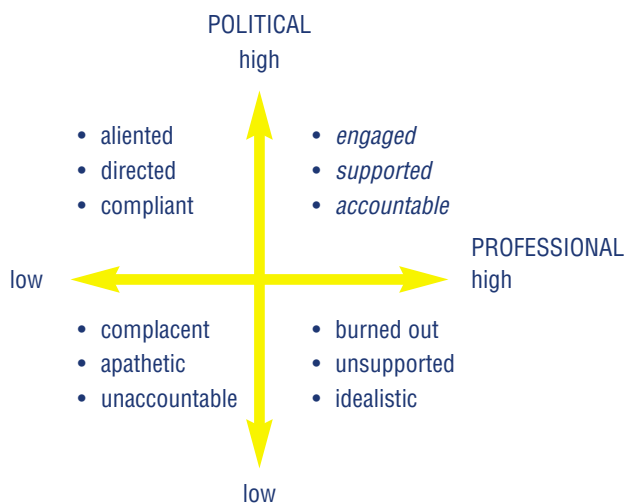 POLITICAL
high
• aliented
• directed
• compliant
• engaged
• supported
• accountable
PROFESSIONAL
low
high
• complacent
• apathetic
• unaccountable
• burned out
• unsupported
• idealistic
low